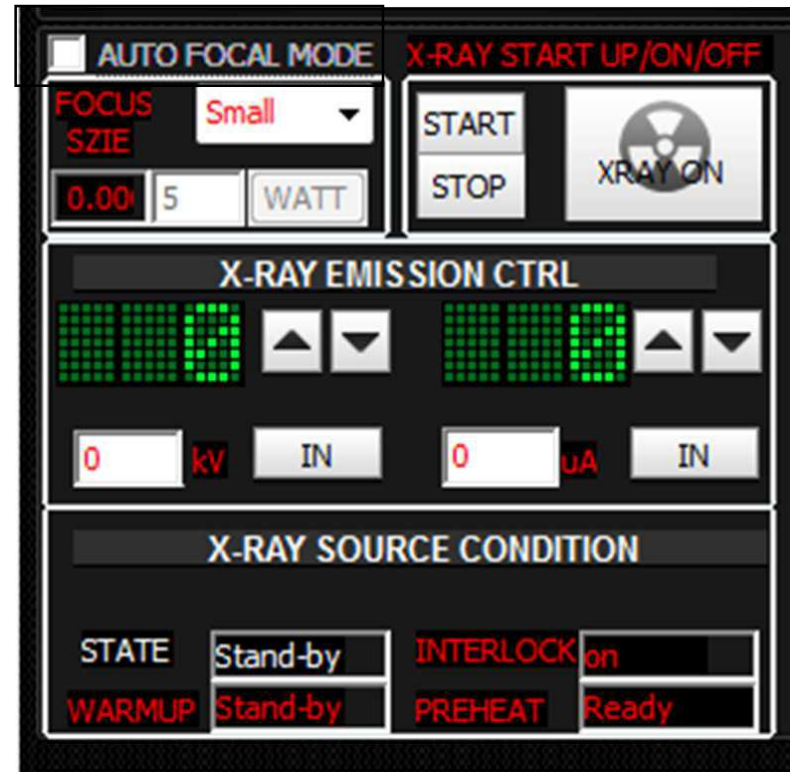 AUTO FOCAL MODE X-RAY START UP/ON/OFF
FOCUS Small START
SZIE XRAY ON
0.00 5 WATT STOP
X-RAY EMISSION CTRL
0 0
0 kV IN 0 uA IN
X-RAY SOURCE CONDITION
STATE Stand-by INTERLOCK on
WARMUP Stand-by PREHEAT Ready